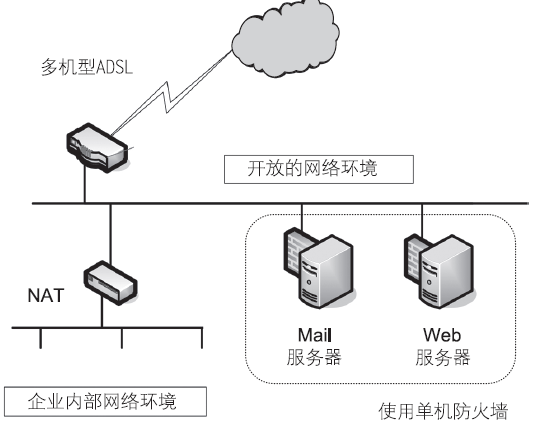 多机型ADSL
开放的网络环境
NAT
Mail
服务器
Web
服务器
企业内部网络环境
使用单机防火墙